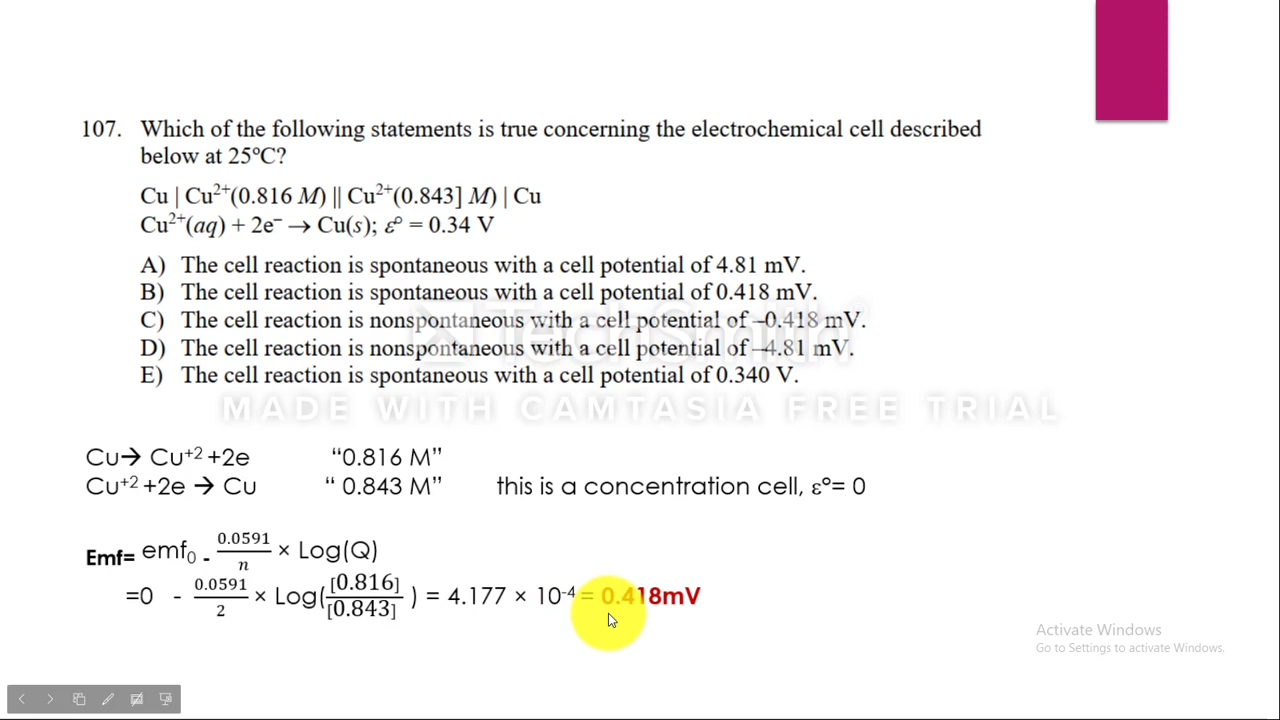 107. Which of the following statements is true concerning the electrochemical cell described
below at 25°C?
Cu | Cu²⁺(0.816 M) || Cu²⁺(0.843] M) | Cu
Cu²⁺(aq) + 2e⁻ → Cu(s); ℰ° = 0.34 V
A) The cell reaction is spontaneous with a cell potential of 4.81 mV.
B) The cell reaction is spontaneous with a cell potential of 0.418 mV.
C) The cell reaction is nonspontaneous with a cell potential of –0.418 mV.
D) The cell reaction is nonspontaneous with a cell potential of –4.81 mV.
E) The cell reaction is spontaneous with a cell potential of 0.340 V.
TechSmith
MADE WITH CAMTASIA FREE TRIAL
Cu→ Cu⁺² +2e “0.816 M”
Cu⁺² +2e → Cu “ 0.843 M” this is a concentration cell, ε°= 0
Emf= emf₀ - 0.0591/n × Log(Q)
=0 - 0.0591/2 × Log([0.816]/[0.843] ) = 4.177 × 10⁻⁴ = 0.418mV
Activate Windows
Go to Settings to activate Windows.